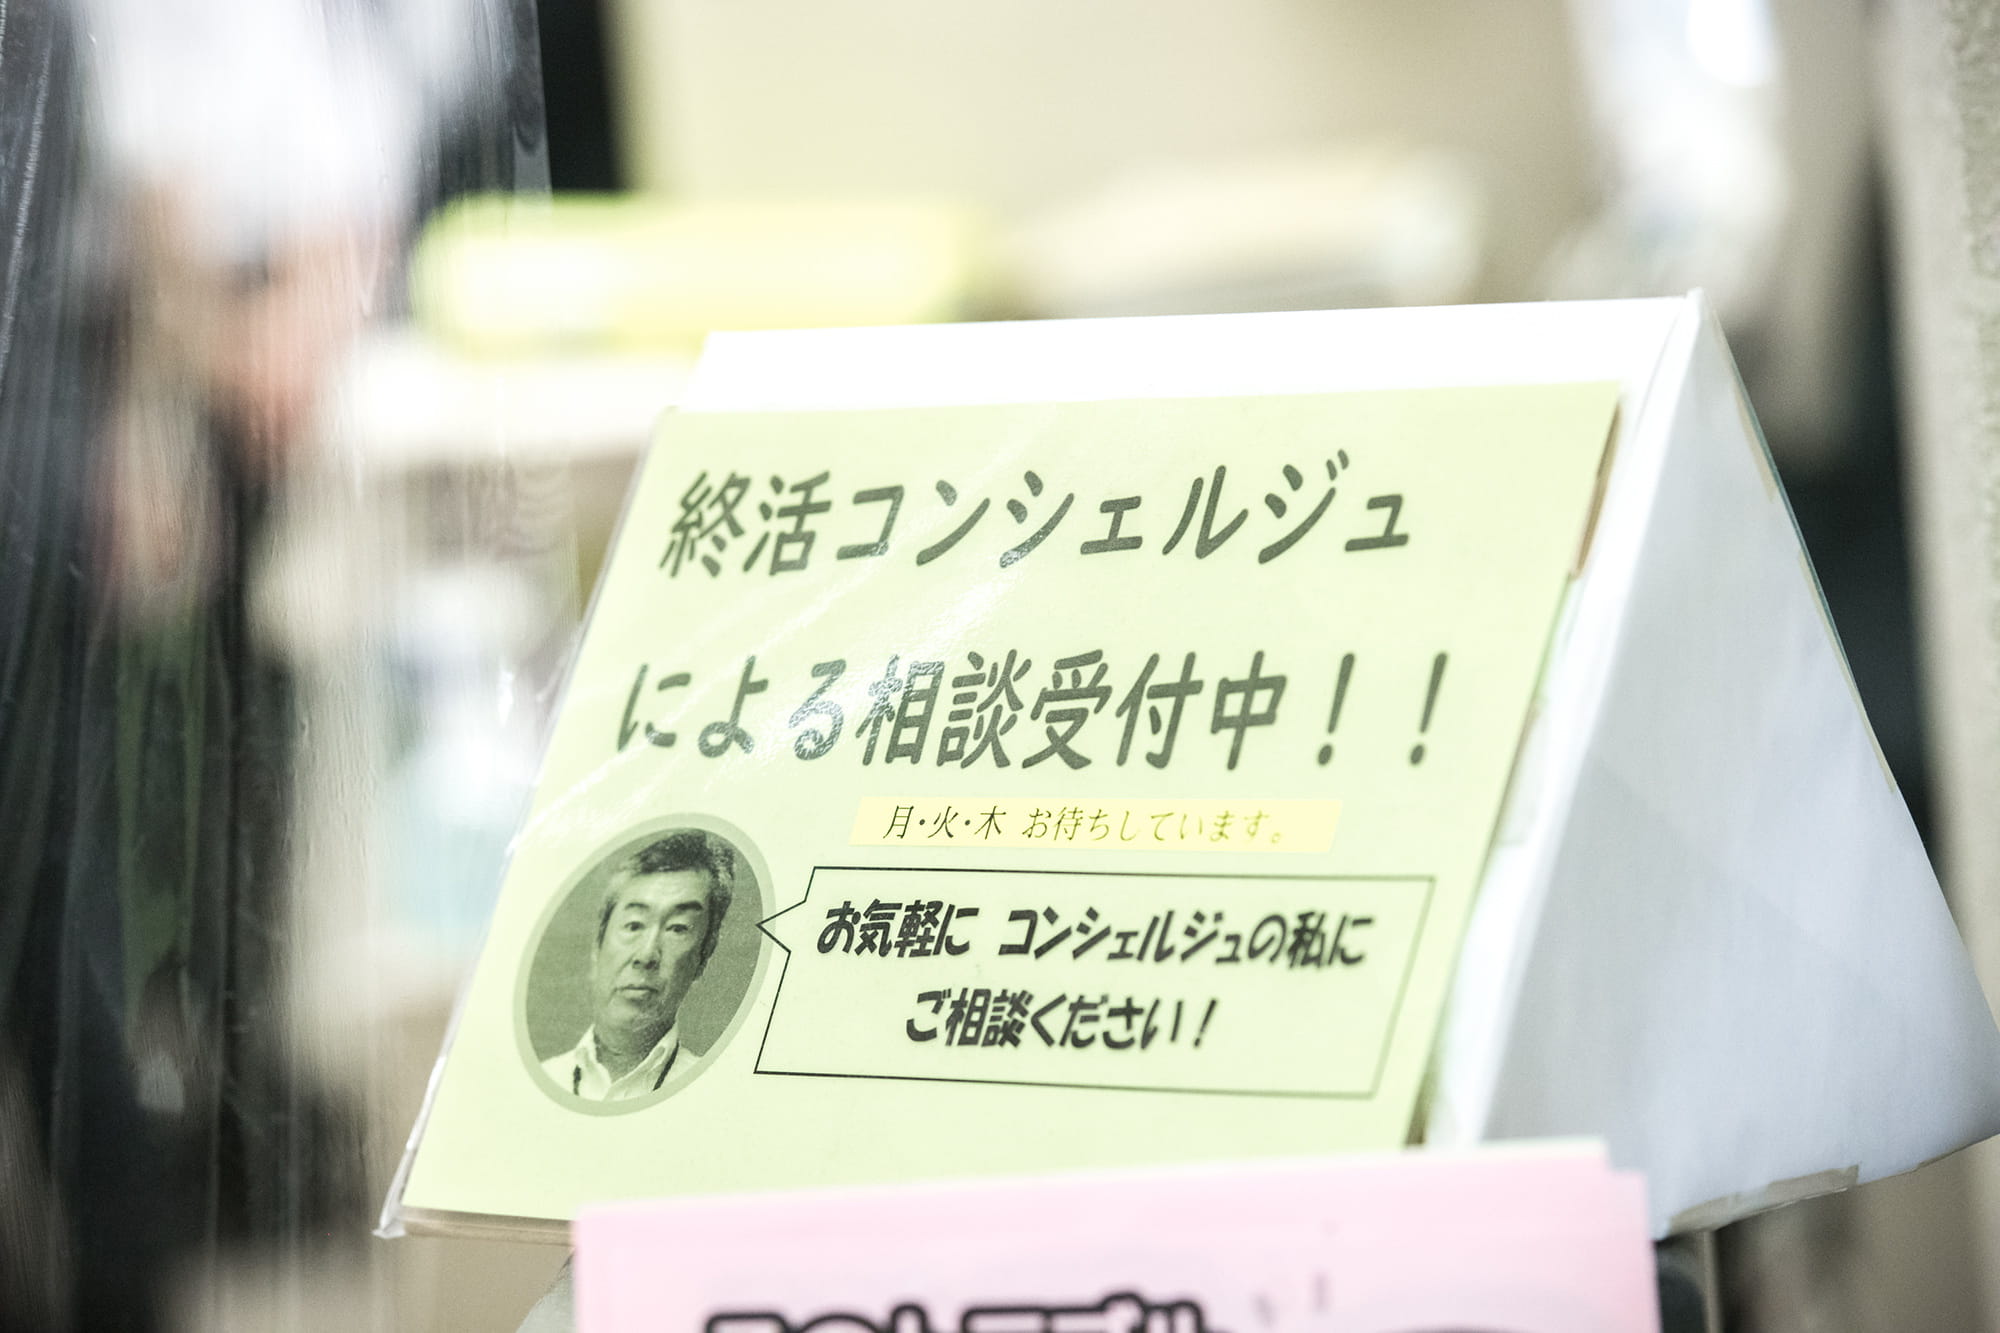 終活コンシェルジュ
による相談受付中！！
月・火・木 お待ちしています。
お気軽に コンシェルジュの私に
ご相談ください！